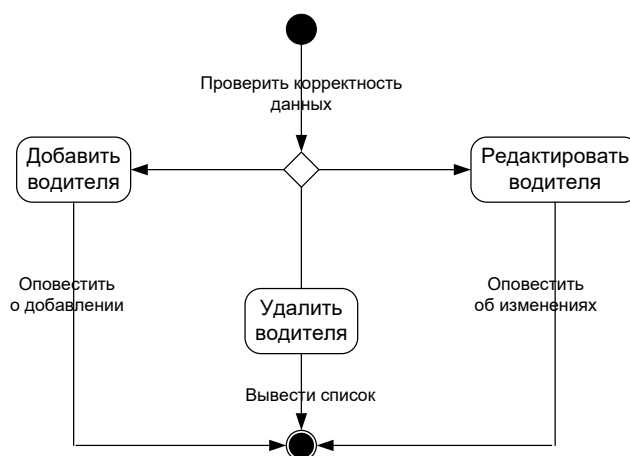 Проверить корректность
данных
Добавить
водителя
Редактировать
водителя
Оповестить
о добавлении
Оповестить
об изменениях
Удалить
водителя
Вывести список